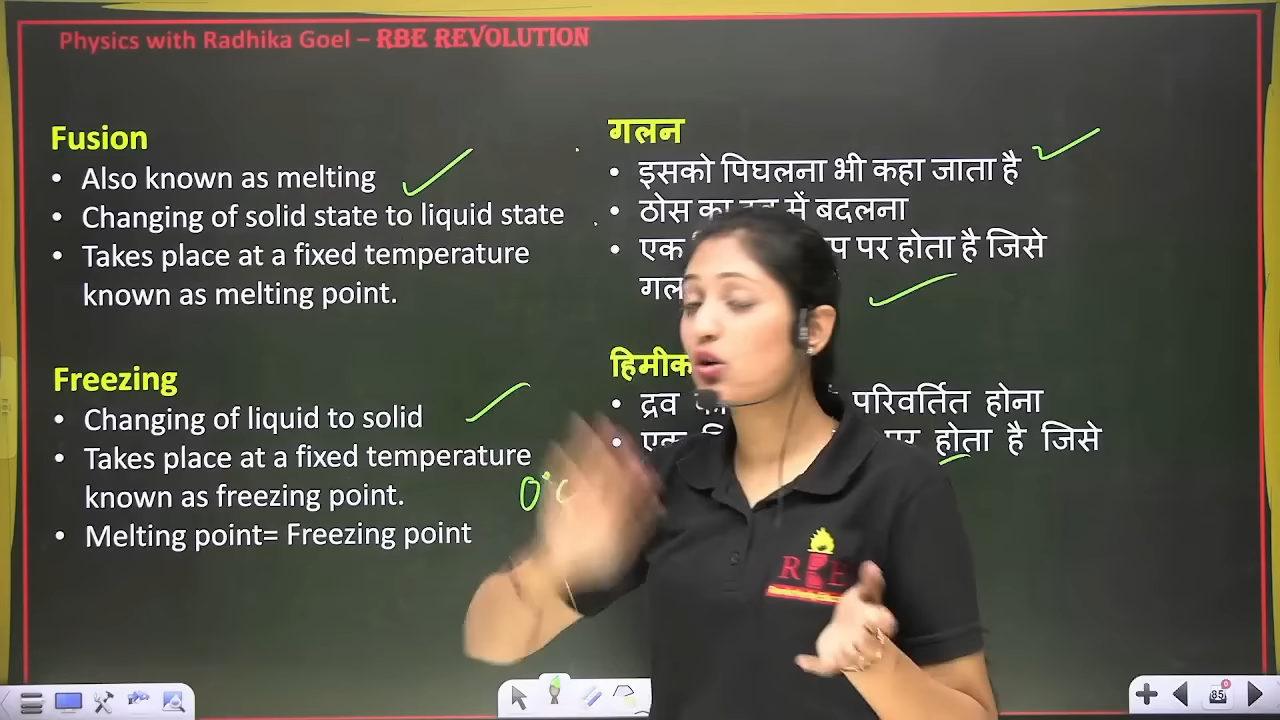 Physics with Radhika Goel – RBE REVOLUTION
Fusion
• Also known as melting
• Changing of solid state to liquid state
• Takes place at a fixed temperature
known as melting point.
Freezing
• Changing of liquid to solid
• Takes place at a fixed temperature
known as freezing point.
• Melting point= Freezing point
0°C
गलन
• इसको पिघलना भी कहा जाता है
• ठोस का में बदलना
• एक पर होता है जिसे
• द्रव परिवर्तित होना
• एक पर होता है जिसे
85